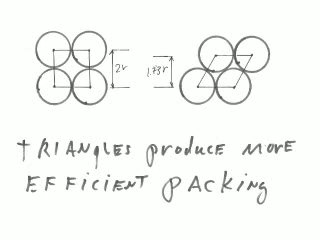 2r
1.73r
TRIANGLES PRODUCE MORE
EFFICIENT PACKING